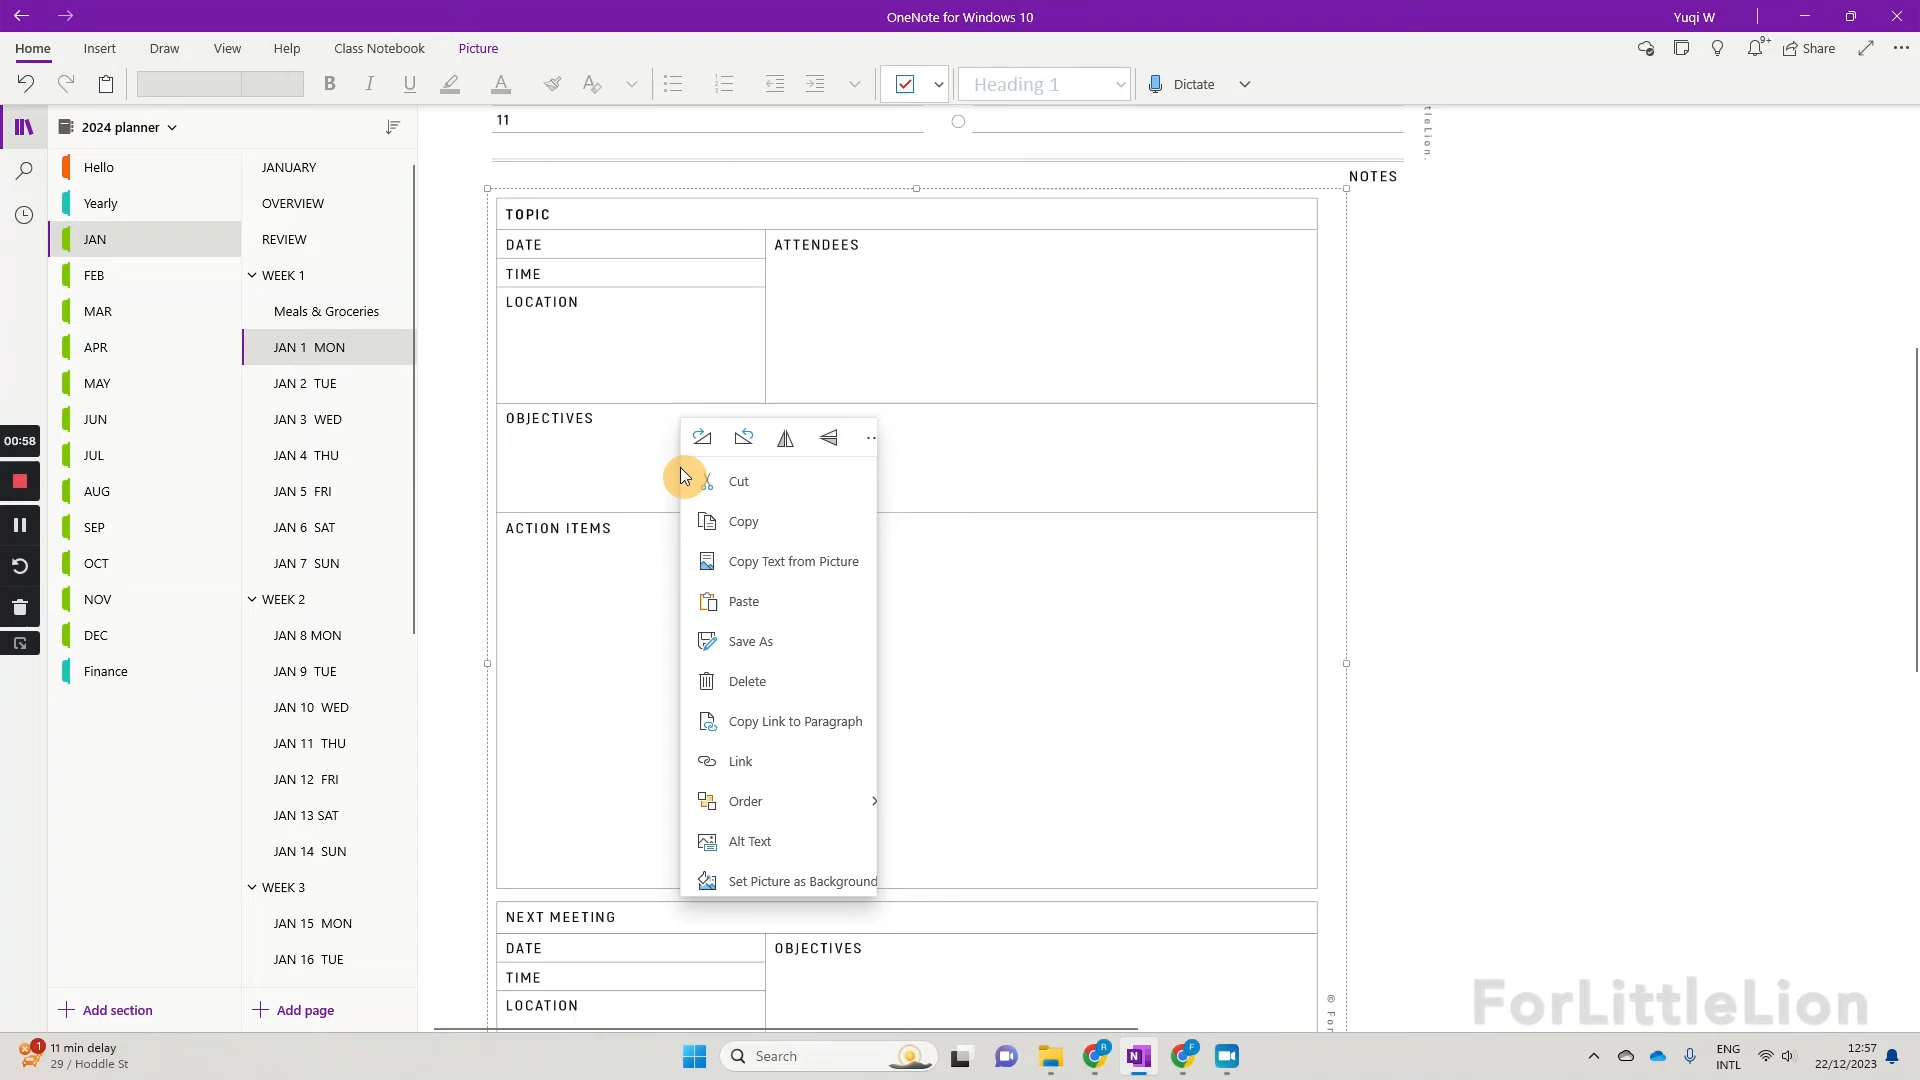 OneNote for Windows 10
Yuqi W
Home
Insert
Draw
View
Help
Class Notebook
Picture
9+
Share
Heading 1
Dictate
2024 planner
Hello
Yearly
JAN
FEB
MAR
APR
MAY
JUN
JUL
AUG
SEP
OCT
NOV
DEC
Finance
Add section
JANUARY
OVERVIEW
REVIEW
WEEK 1
Meals & Groceries
JAN 1 MON
JAN 2 TUE
JAN 3 WED
JAN 4 THU
JAN 5 FRI
JAN 6 SAT
JAN 7 SUN
WEEK 2
JAN 8 MON
JAN 9 TUE
JAN 10 WED
JAN 11 THU
JAN 12 FRI
JAN 13 SAT
JAN 14 SUN
WEEK 3
JAN 15 MON
JAN 16 TUE
Add page
00:58
11
tleLion.
NOTES
TOPIC
DATE
ATTENDEES
TIME
LOCATION
OBJECTIVES
ACTION ITEMS
Cut
Copy
Copy Text from Picture
Paste
Save As
Delete
Copy Link to Paragraph
Link
Order
Alt Text
Set Picture as Background
NEXT MEETING
DATE
OBJECTIVES
TIME
LOCATION
© For
ForLittleLion
1
11 min delay
29 / Hoddle St
Search
R
N
F
ENG
INTL
12:57
22/12/2023